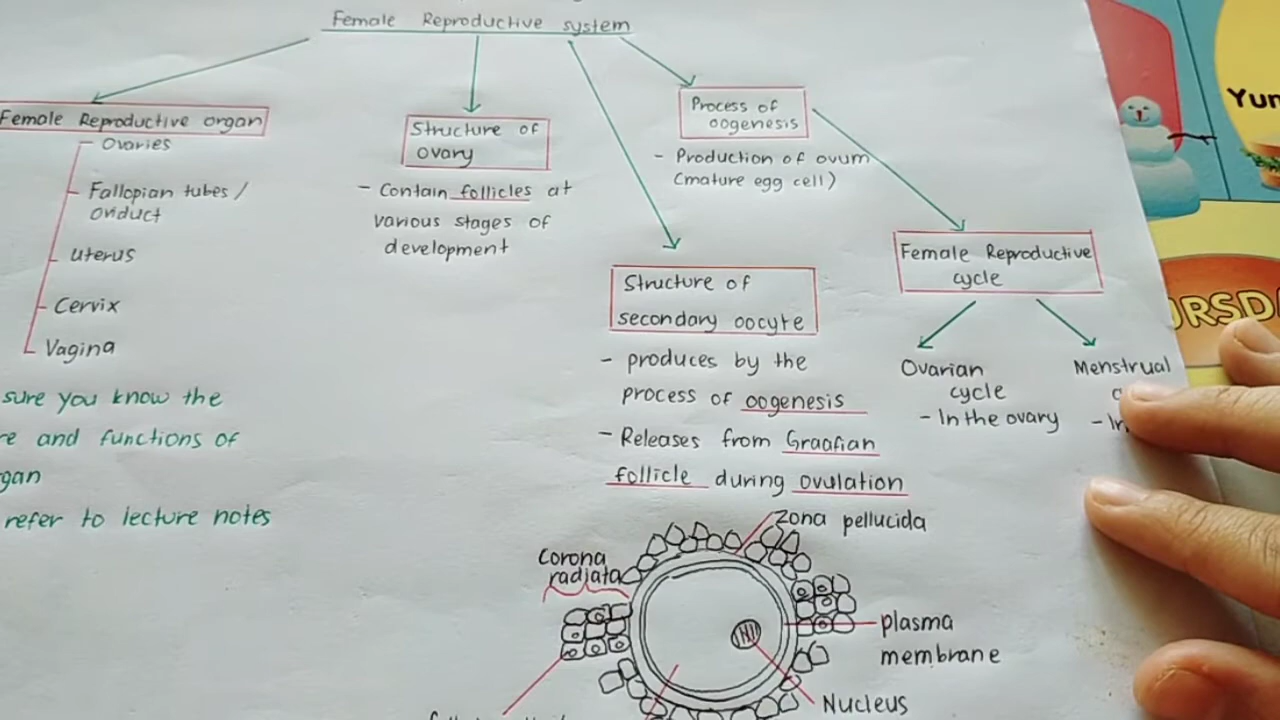 Female Reproductive system
Female Reproductive organ
- Ovaries
- Fallopian tubes /
oviduct
- Uterus
- Cervix
- Vagina
sure you know the
and functions of
refer to lecture notes
Structure of
ovary
- Contain follicles at
various stages of
development
Process of
oogenesis
- Production of ovum
(mature egg cell)
Structure of
secondary oocyte
- produces by the
process of oogenesis
- Releases from Graafian
follicle during ovulation
Female Reproductive
cycle
Ovarian
cycle
- In the ovary
Menstrual
zona pellucida
Corona
radiata
plasma
membrane
Nucleus